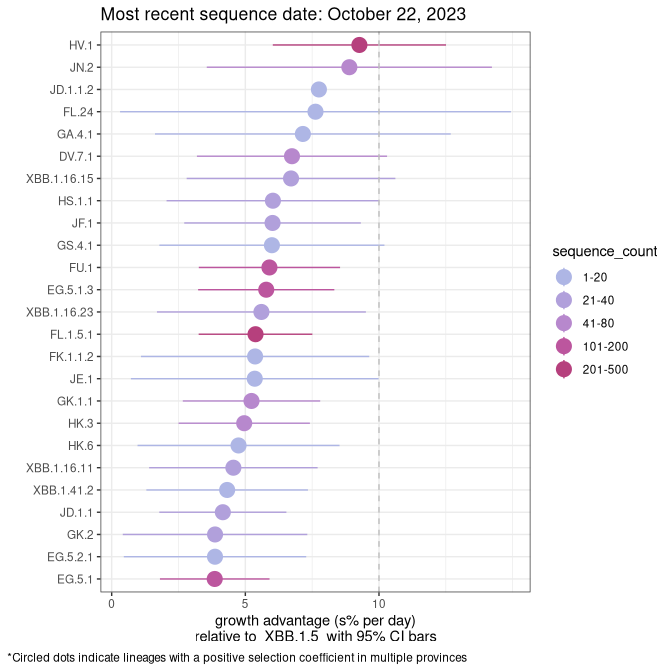 Most recent sequence date: October 22, 2023
HV.1
JN.2
JD.1.1.2
FL.24
GA.4.1
DV.7.1
XBB.1.16.15
HS.1.1
JF.1
GS.4.1
FU.1
EG.5.1.3
XBB.1.16.23
FL.1.5.1
FK.1.1.2
JE.1
GK.1.1
HK.3
HK.6
XBB.1.16.11
XBB.1.41.2
JD.1.1
GK.2
EG.5.2.1
EG.5.1
0 5 10
growth advantage (s% per day)
relative to XBB.1.5 with 95% CI bars
sequence_count
1-20
21-40
41-80
101-200
201-500
*Circled dots indicate lineages with a positive selection coefficient in multiple provinces